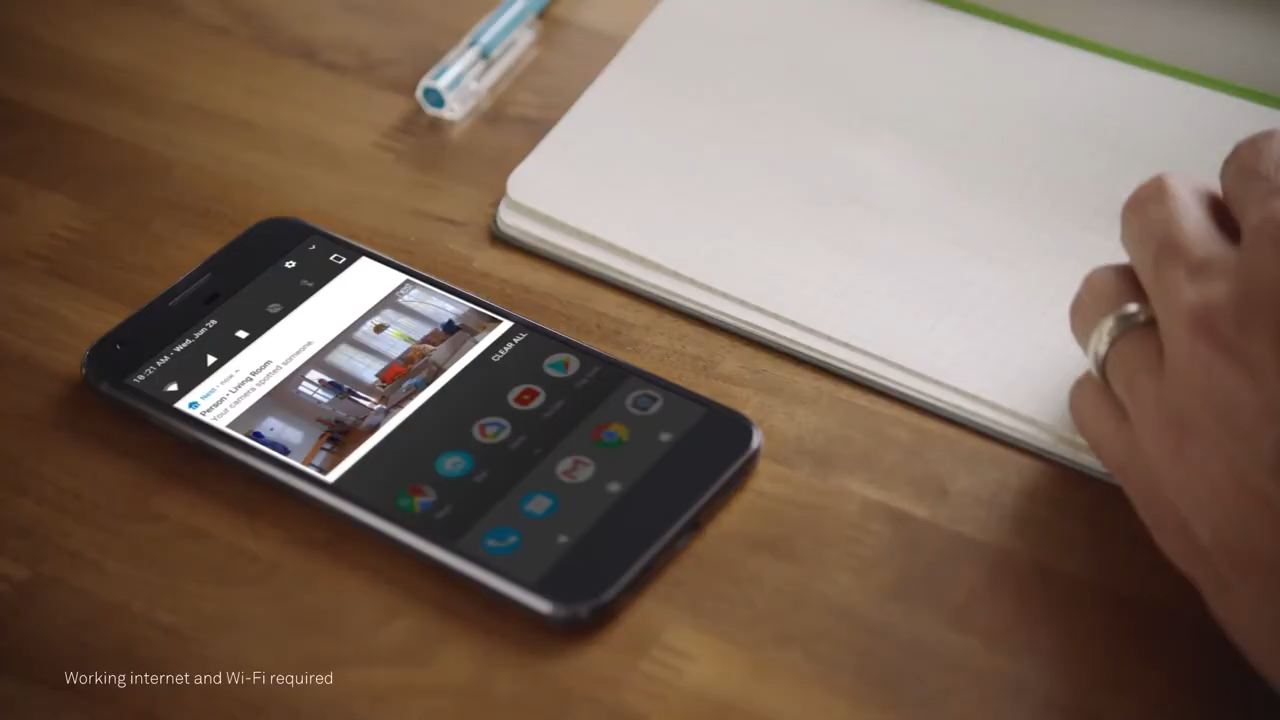 10:21 AM • Wed, Jun 28
Nest • now
Person • Living Room
Your camera spotted someone
CLEAR ALL
Working internet and Wi-Fi required